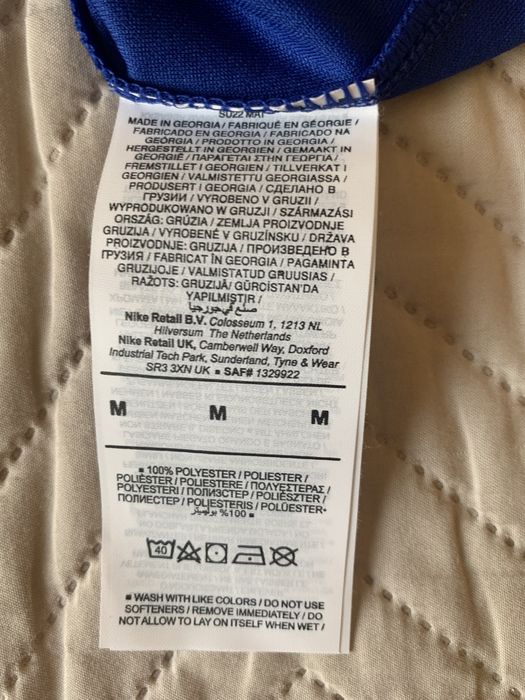 SU22 MAT
MADE IN GEORGIA / FABRIQUÉ EN GÉORGIE /
FABRICADO EN GEORGIA / FABRICADO NA
GEÓRGIA / PRODOTTO IN GEORGIA /
HERGESTELLT IN GEORGIEN / GEMAAKT IN
GEORGIË / ΠΑΡΑΓΕΤΑΙ ΣΤΗΝ ΓΕΩΡΓΙΑ /
FREMSTILLET I GEORGIEN / TILLVERKAT I
GEORGIEN / VALMISTETTU GEORGIASSA /
PRODUSERT I GEORGIA / СДЕЛАНО В
ГРУЗИИ / VYROBENO V GRUZII /
WYPRODUKOWANO W GRUZJI / SZÁRMAZÁSI
ORSZÁG: GRÚZIA / ZEMLJA PROIZVODNJE:
GRUZIJA / VYROBENÉ V GRUZÍNSKU / DRŽAVA
PROIZVODNJE: GRUZIJA / ПРОИЗВЕДЕНО В
ГРУЗИЯ / FABRICAT ÎN GEORGIA / PAGAMINTA
GRUZIJOJE / VALMISTATUD GRUUSIAS /
RAŽOTS: GRUZIJĀ/ GÜRCİSTAN'DA
YAPILMIŞTIR /
صنع في جورجيا
Nike Retail B.V. Colosseum 1, 1213 NL
Hilversum The Netherlands
Nike Retail UK, Camberwell Way, Doxford
Industrial Tech Park, Sunderland, Tyne & Wear
SR3 3XN UK ■ SAF# 1329922
M M M
■ 100% POLYESTER / POLIESTER /
POLIÉSTER / POLIESTERE / ΠΟΛΥΕΣΤΕΡΑΣ /
POLYESTERI / ПОЛИЭСТЕР / POLIÉSZTER /
ПОЛИЕСТЕР / POLIESTERIS / POLÜESTER
%100 بوليستر ■
40
■ WASH WITH LIKE COLORS / DO NOT USE
SOFTENERS / REMOVE IMMEDIATELY / DO
NOT ALLOW TO LAY ON ITSELF WHEN WET /